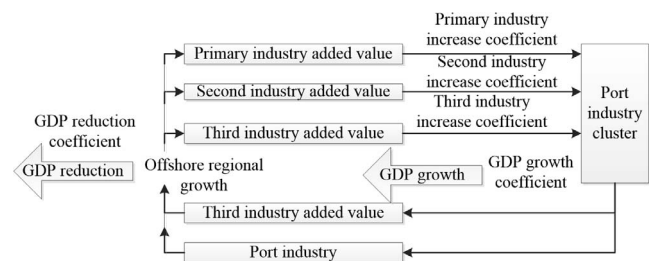 Primary industry
increase coefficient
Primary industry added value
Second industry
increase coefficient
Second industry added value
Third industry
increase coefficient
Third industry added value
Port
industry
cluster
GDP reduction
coefficient
GDP reduction
Offshore regional
growth
GDP growth
GDP growth
coefficient
Third industry added value
Port industry